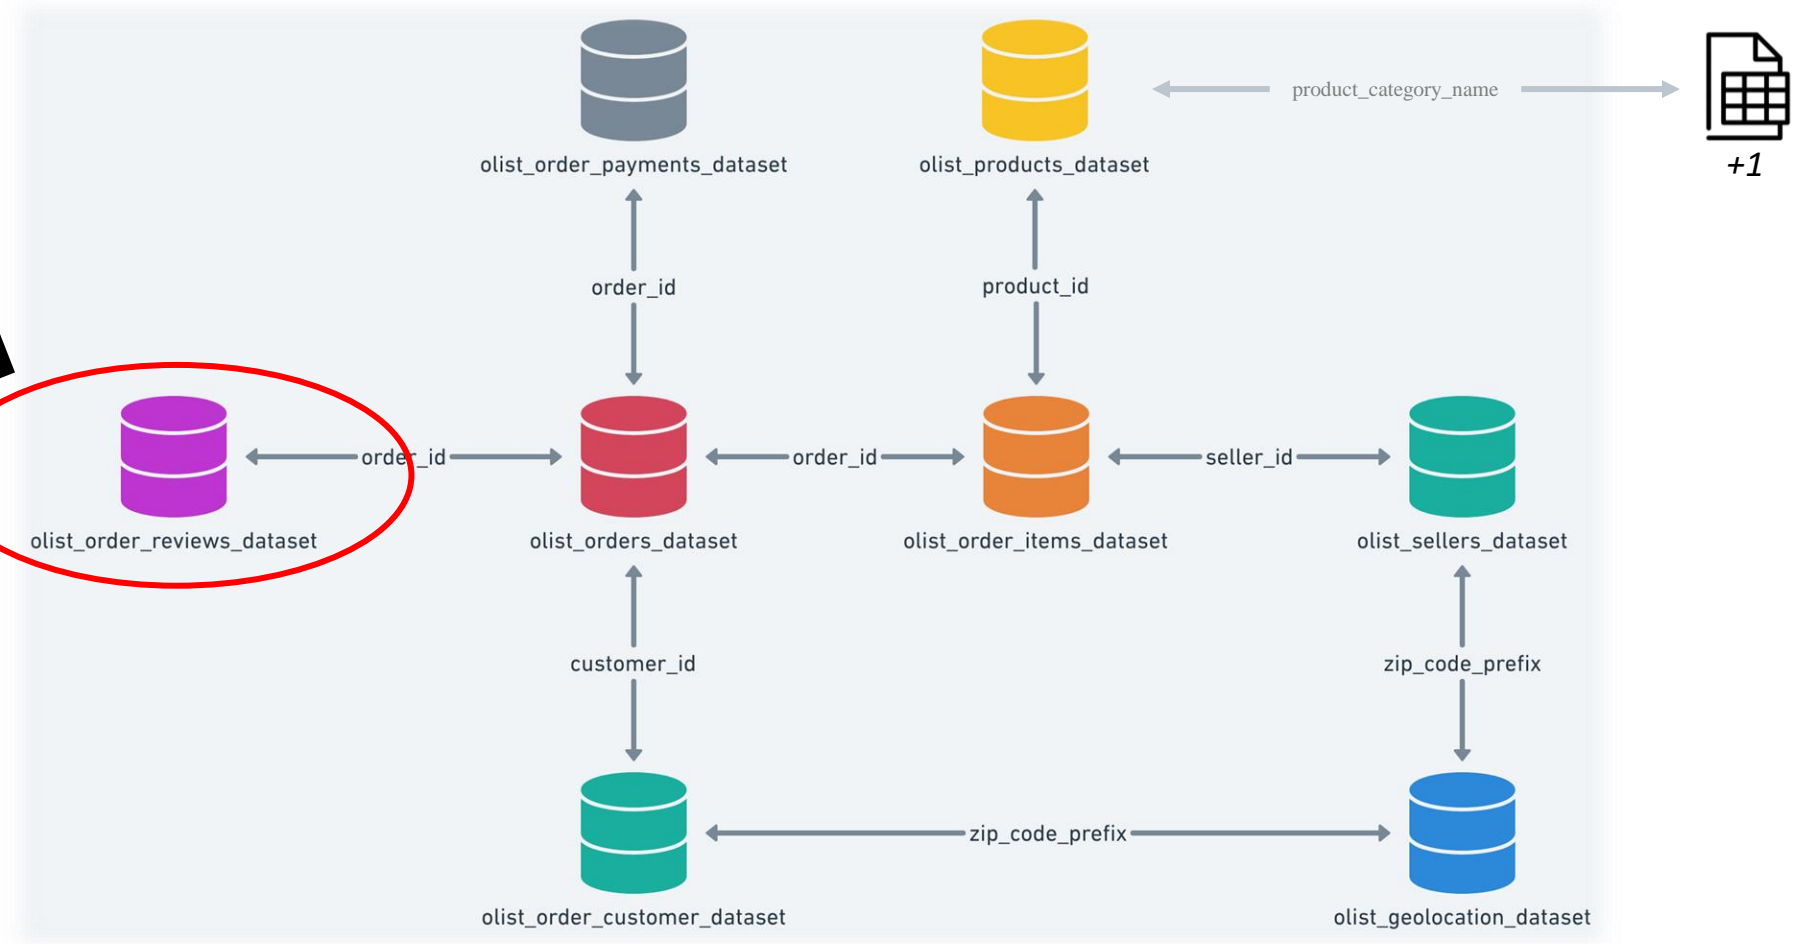 product_category_name
+1
olist_order_payments_dataset
olist_products_dataset
order_id
product_id
order_id
order_id
seller_id
olist_order_reviews_dataset
olist_orders_dataset
olist_order_items_dataset
olist_sellers_dataset
customer_id
zip_code_prefix
zip_code_prefix
olist_order_customer_dataset
olist_geolocation_dataset